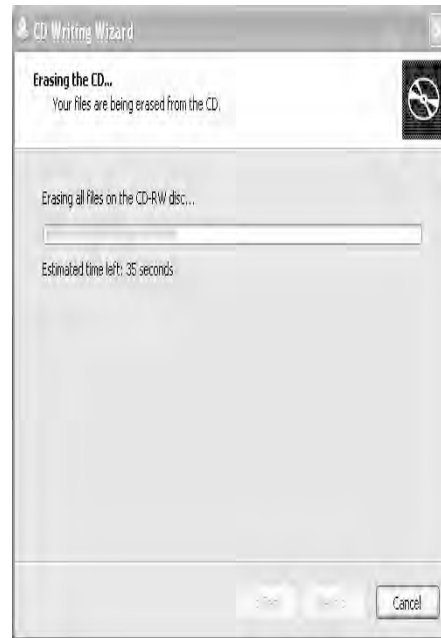 CD Writing Wizard
Erasing the CD...
Your files are being erased from the CD.
Erasing all files on the CD-RW disc...
Estimated time left: 35 seconds
Cancel